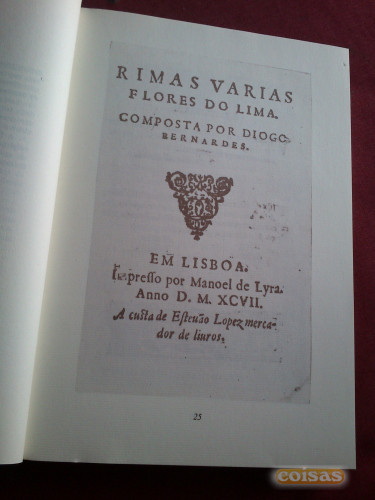 RIMAS VARIAS
FLORES DO LIMA.
COMPOSTA POR DIOGO
BERNARDES.
EM LISBOA.
Impresso por Manoel de Lyra.
Anno D. M. XCVII.
A custa de Esteuão Lopez merca-
dor de liuros,
25
coisas